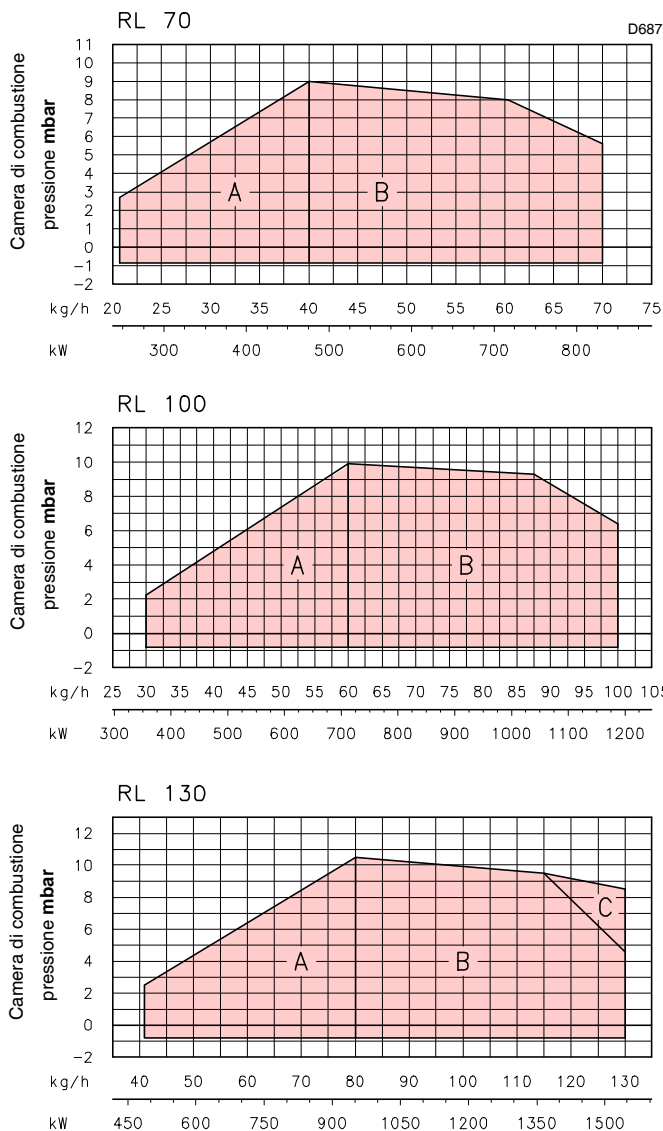 RL 70
D687
Camera di combustione
pressione mbar
11
10
9
8
7
6
5
4
3
2
1
0
−1
−2
A
B
kg/h 20 25 30 35 40 45 50 55 60 65 70 75
kW 300 400 500 600 700 800
RL 100
Camera di combustione
pressione mbar
12
10
8
6
4
2
0
−2
A
B
kg/h 25 30 35 40 45 50 55 60 65 70 75 80 85 90 95 100 105
kW 300 400 500 600 700 800 900 1000 1100 1200
RL 130
Camera di combustione
pressione mbar
12
10
8
6
4
2
0
−2
A
B
C
kg/h 40 50 60 70 80 90 100 110 120 130
kW 450 600 750 900 1050 1200 1350 1500